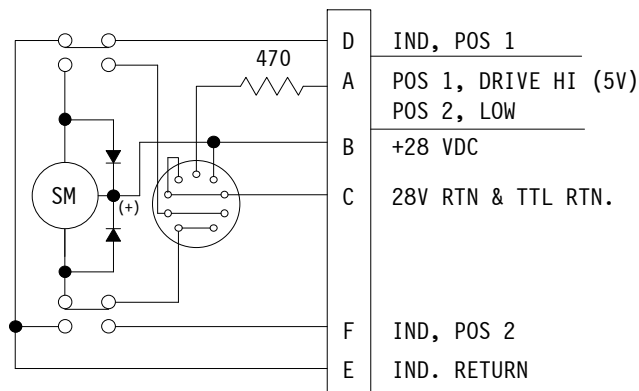 D IND, POS 1
470
A POS 1, DRIVE HI (5V)
POS 2, LOW
B +28 VDC
SM
(+)
C 28V RTN & TTL RTN.
F IND, POS 2
E IND. RETURN